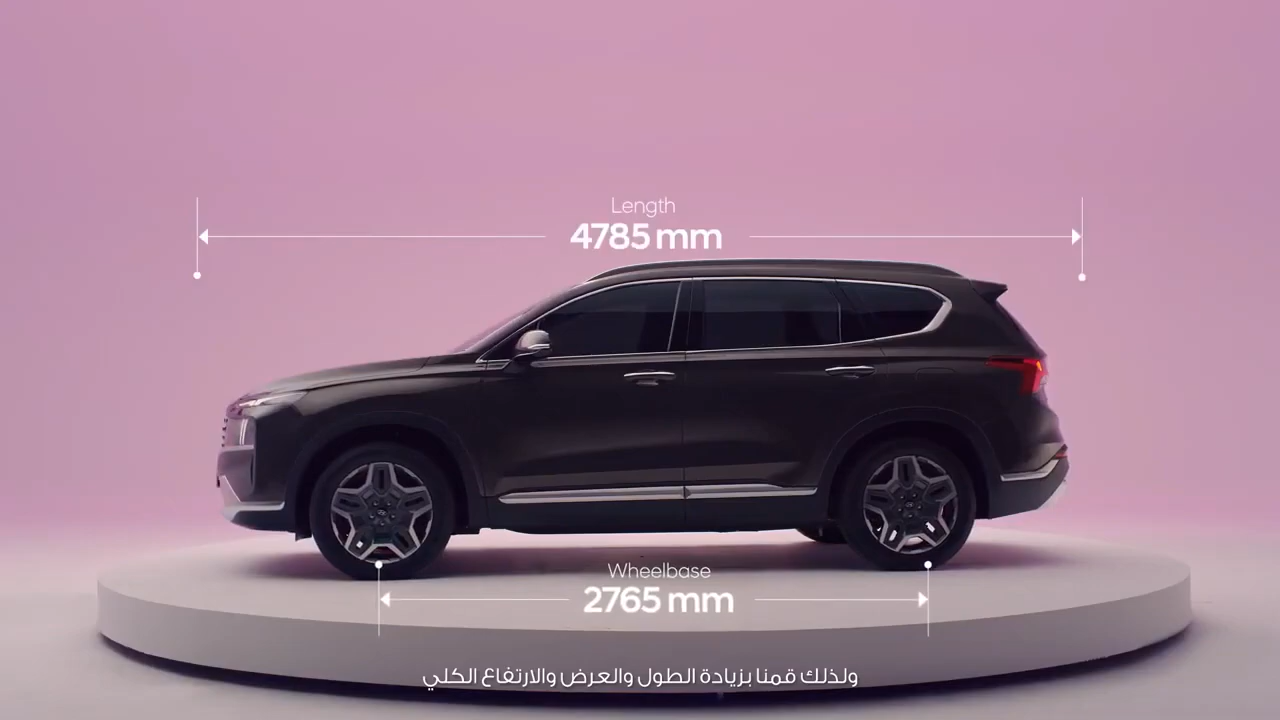 Length
4785 mm
Wheelbase
2765 mm
ولذلك قمنا بزيادة الطول والعرض والارتفاع الكلي